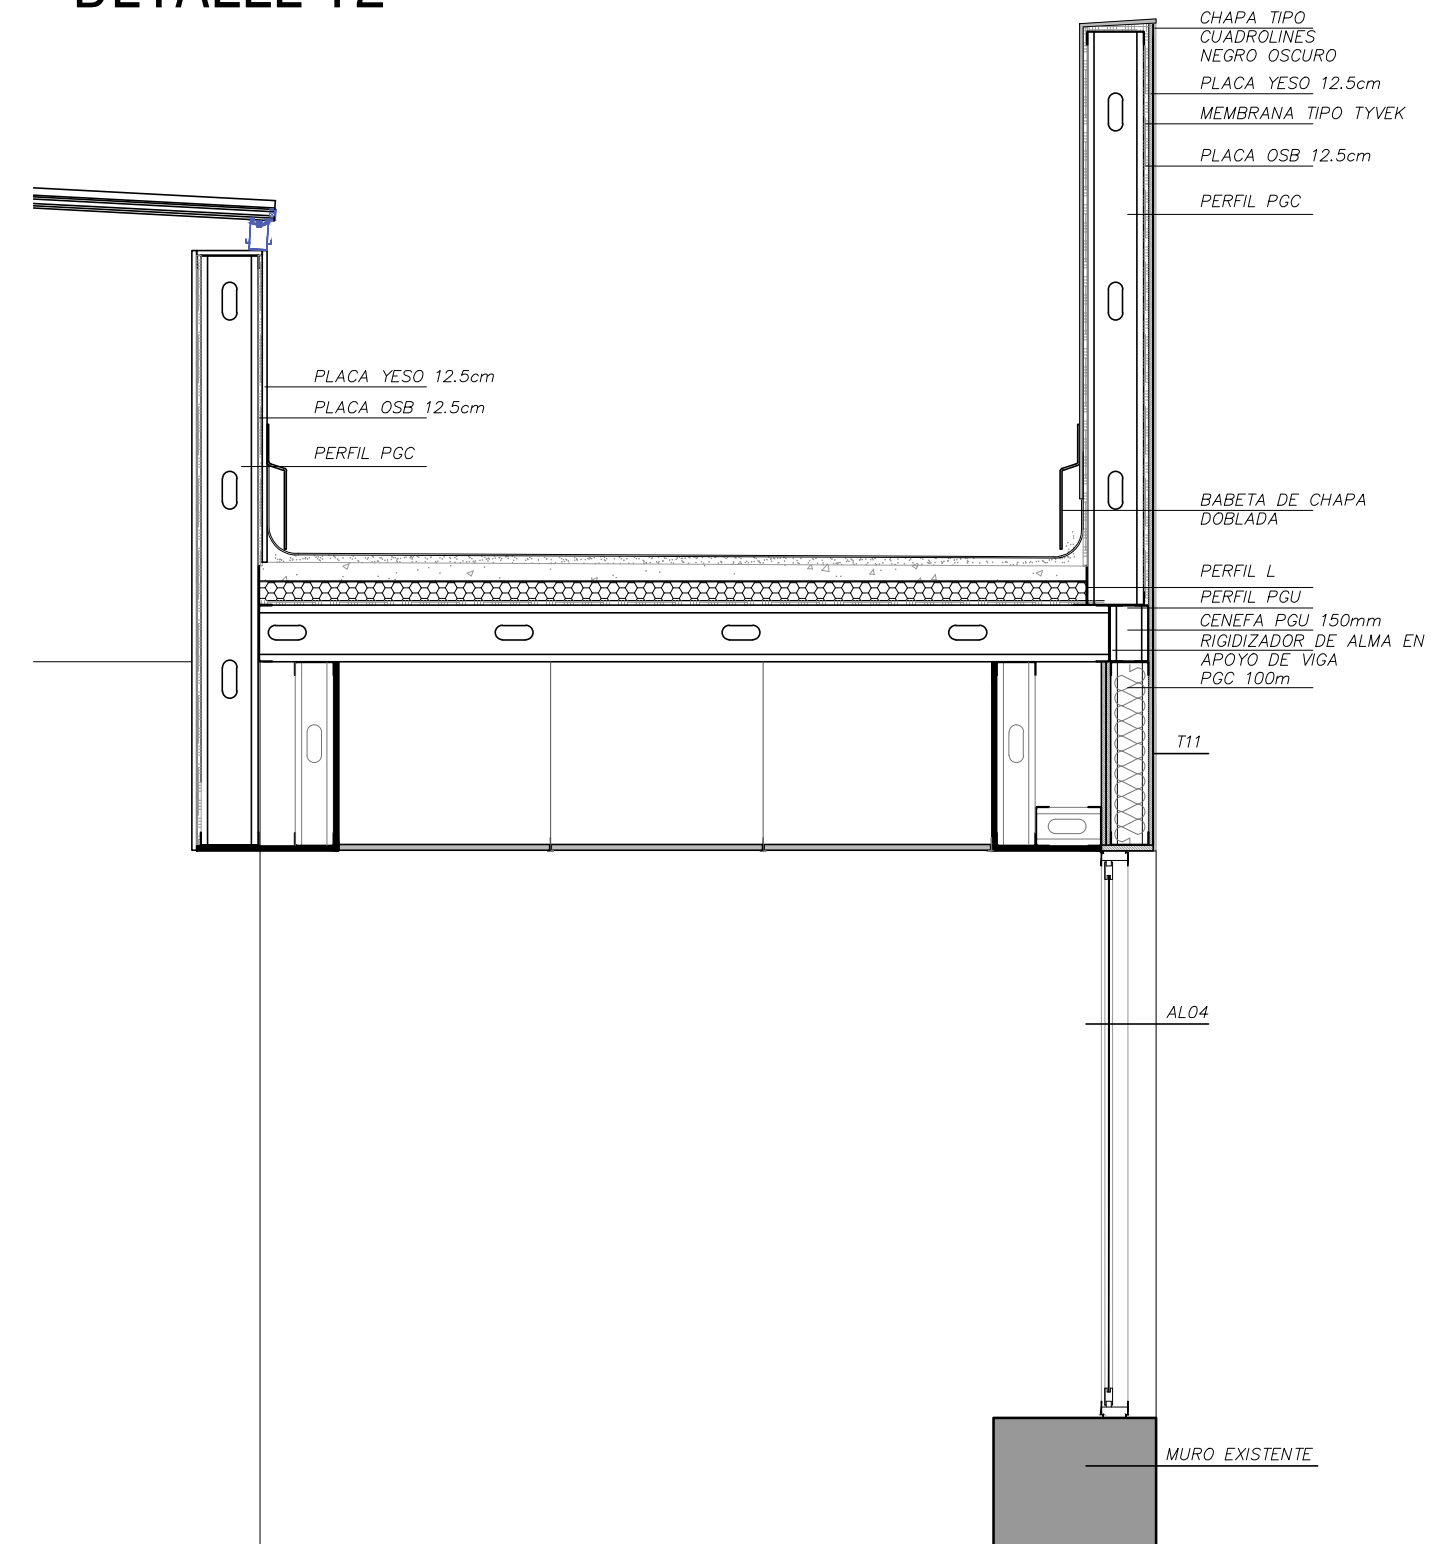 DETALLE 12
CHAPA TIPO
CUADROLINES
NEGRO OSCURO
PLACA YESO 12.5cm
MEMBRANA TIPO TYVEK
PLACA OSB 12.5cm
PERFIL PGC
PLACA YESO 12.5cm
PLACA OSB 12.5cm
PERFIL PGC
BABETA DE CHAPA
DOBLADA
PERFIL L
PERFIL PGU
CENEFA PGU 150mm
RIGIDIZADOR DE ALMA EN
APOYO DE VIGA
PGC 100m
T11
AL04
MURO EXISTENTE